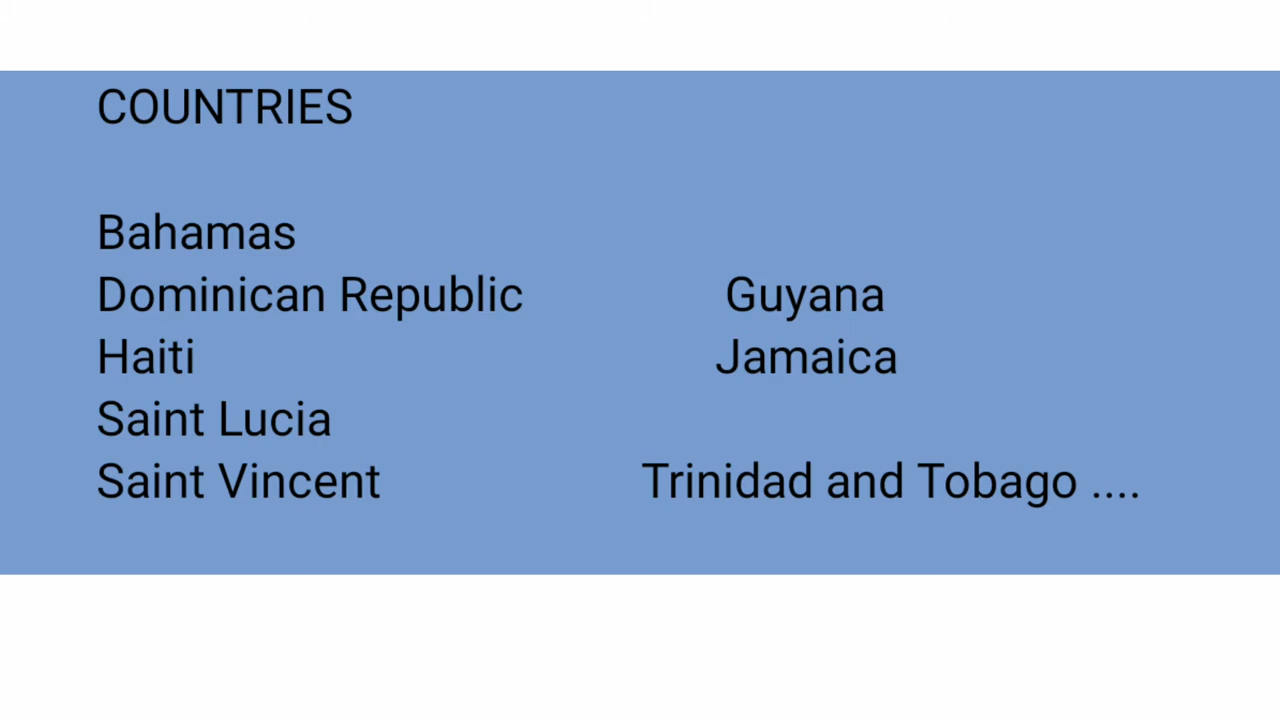 COUNTRIES
Bahamas
Dominican Republic Guyana
Haiti Jamaica
Saint Lucia
Saint Vincent Trinidad and Tobago ....